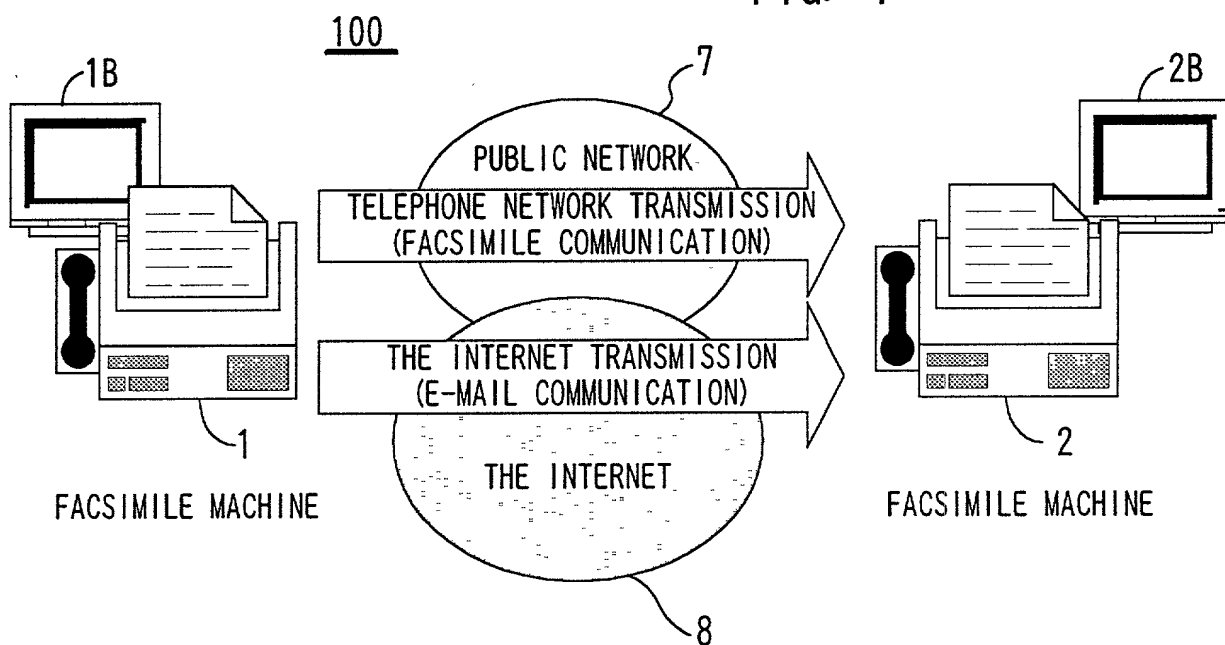 100
1B
7
2B
PUBLIC NETWORK
TELEPHONE NETWORK TRANSMISSION
(FACSIMILE COMMUNICATION)
THE INTERNET TRANSMISSION
(E-MAIL COMMUNICATION)
1
2
THE INTERNET
FACSIMILE MACHINE
FACSIMILE MACHINE
8